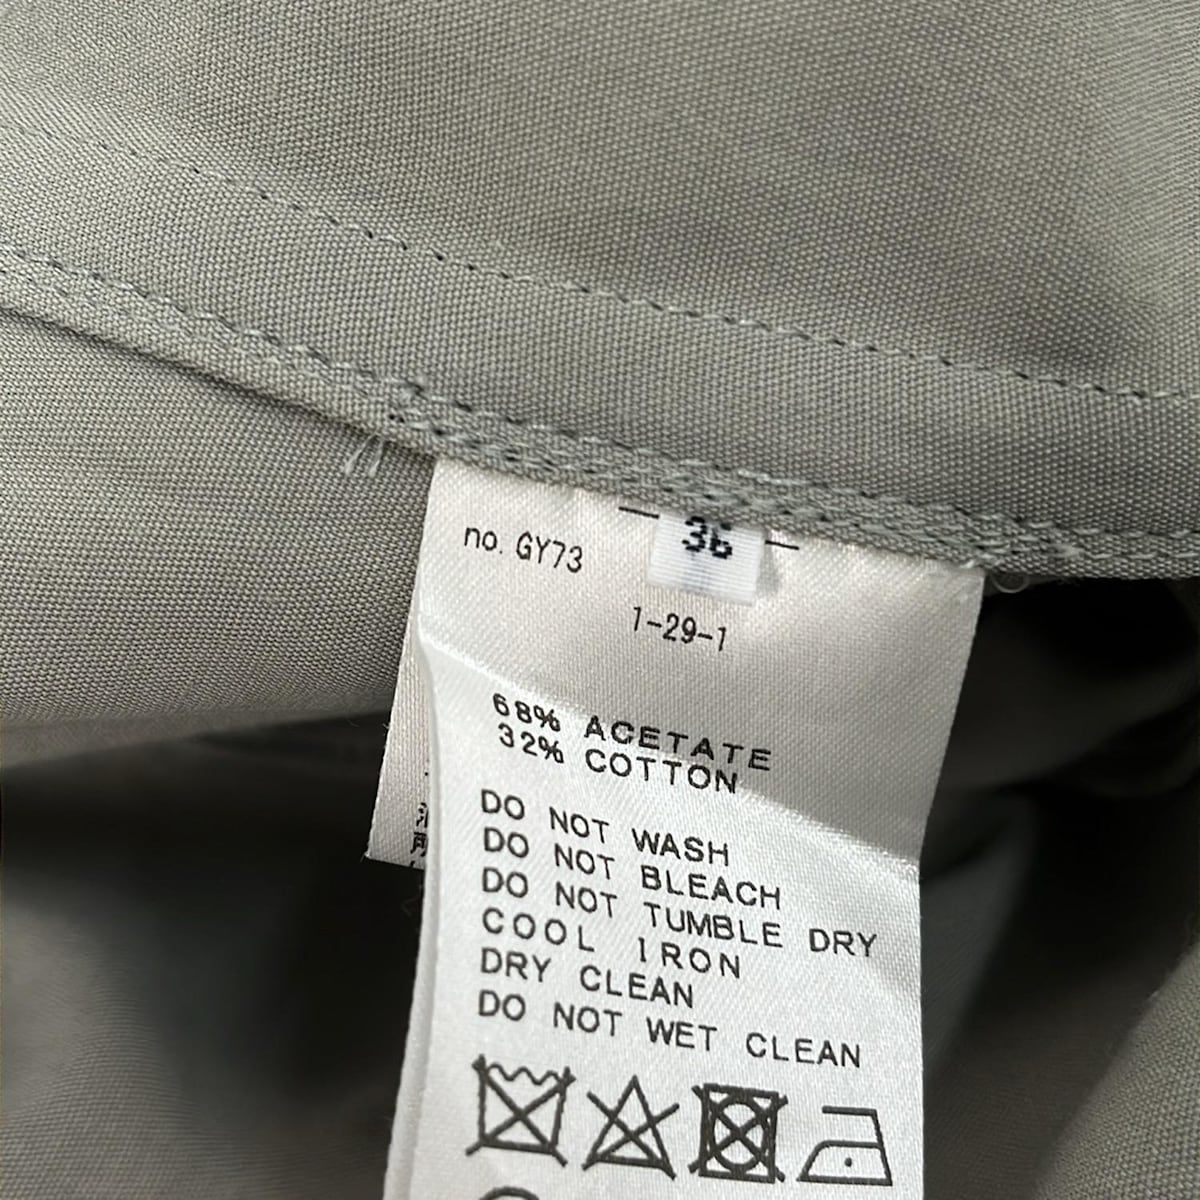 36
no. GY73
1-29-1
68% ACETATE
32% COTTON
DO NOT WASH
DO NOT BLEACH
DO NOT TUMBLE DRY
COOL IRON
DRY CLEAN
DO NOT WET CLEAN